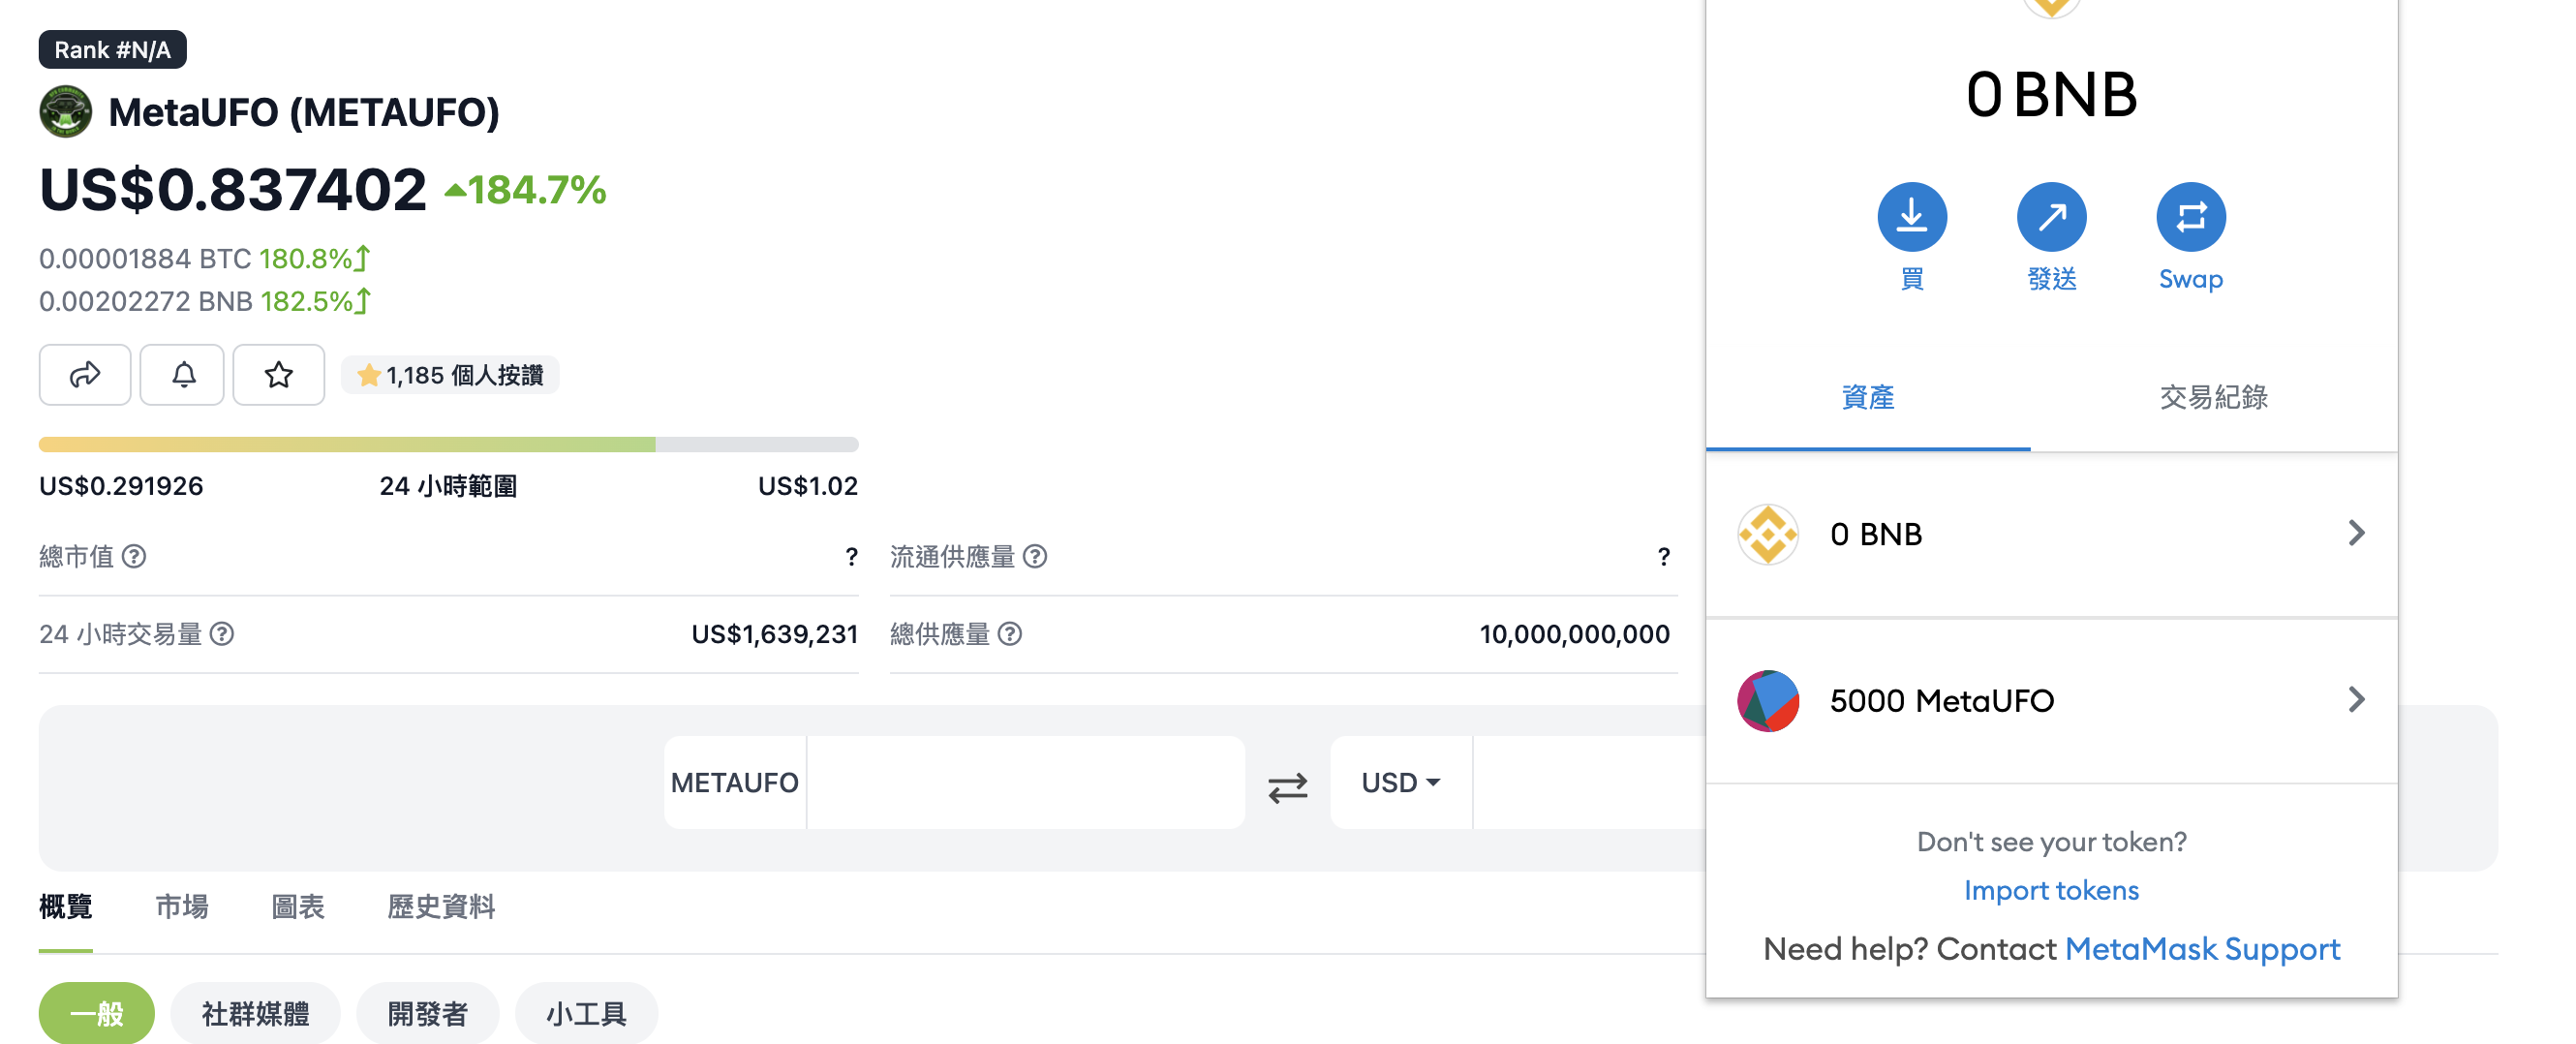 Rank #N/A
MetaUFO (METAUFO)
US$0.837402 184.7%
0.00001884 BTC 180.8%
0.00202272 BNB 182.5%
1,185 個人按讚
US$0.291926 24 小時範圍 US$1.02
總市值 ? ?
流通供應量 ? ?
24 小時交易量 ? US$1,639,231
總供應量 ? 10,000,000,000
METAUFO
USD
概覽 市場 圖表 歷史資料
一般 社群媒體 開發者 小工具
0 BNB
買 發送 Swap
資產 交易紀錄
0 BNB
5000 MetaUFO
Don't see your token?
Import tokens
Need help? Contact MetaMask Support